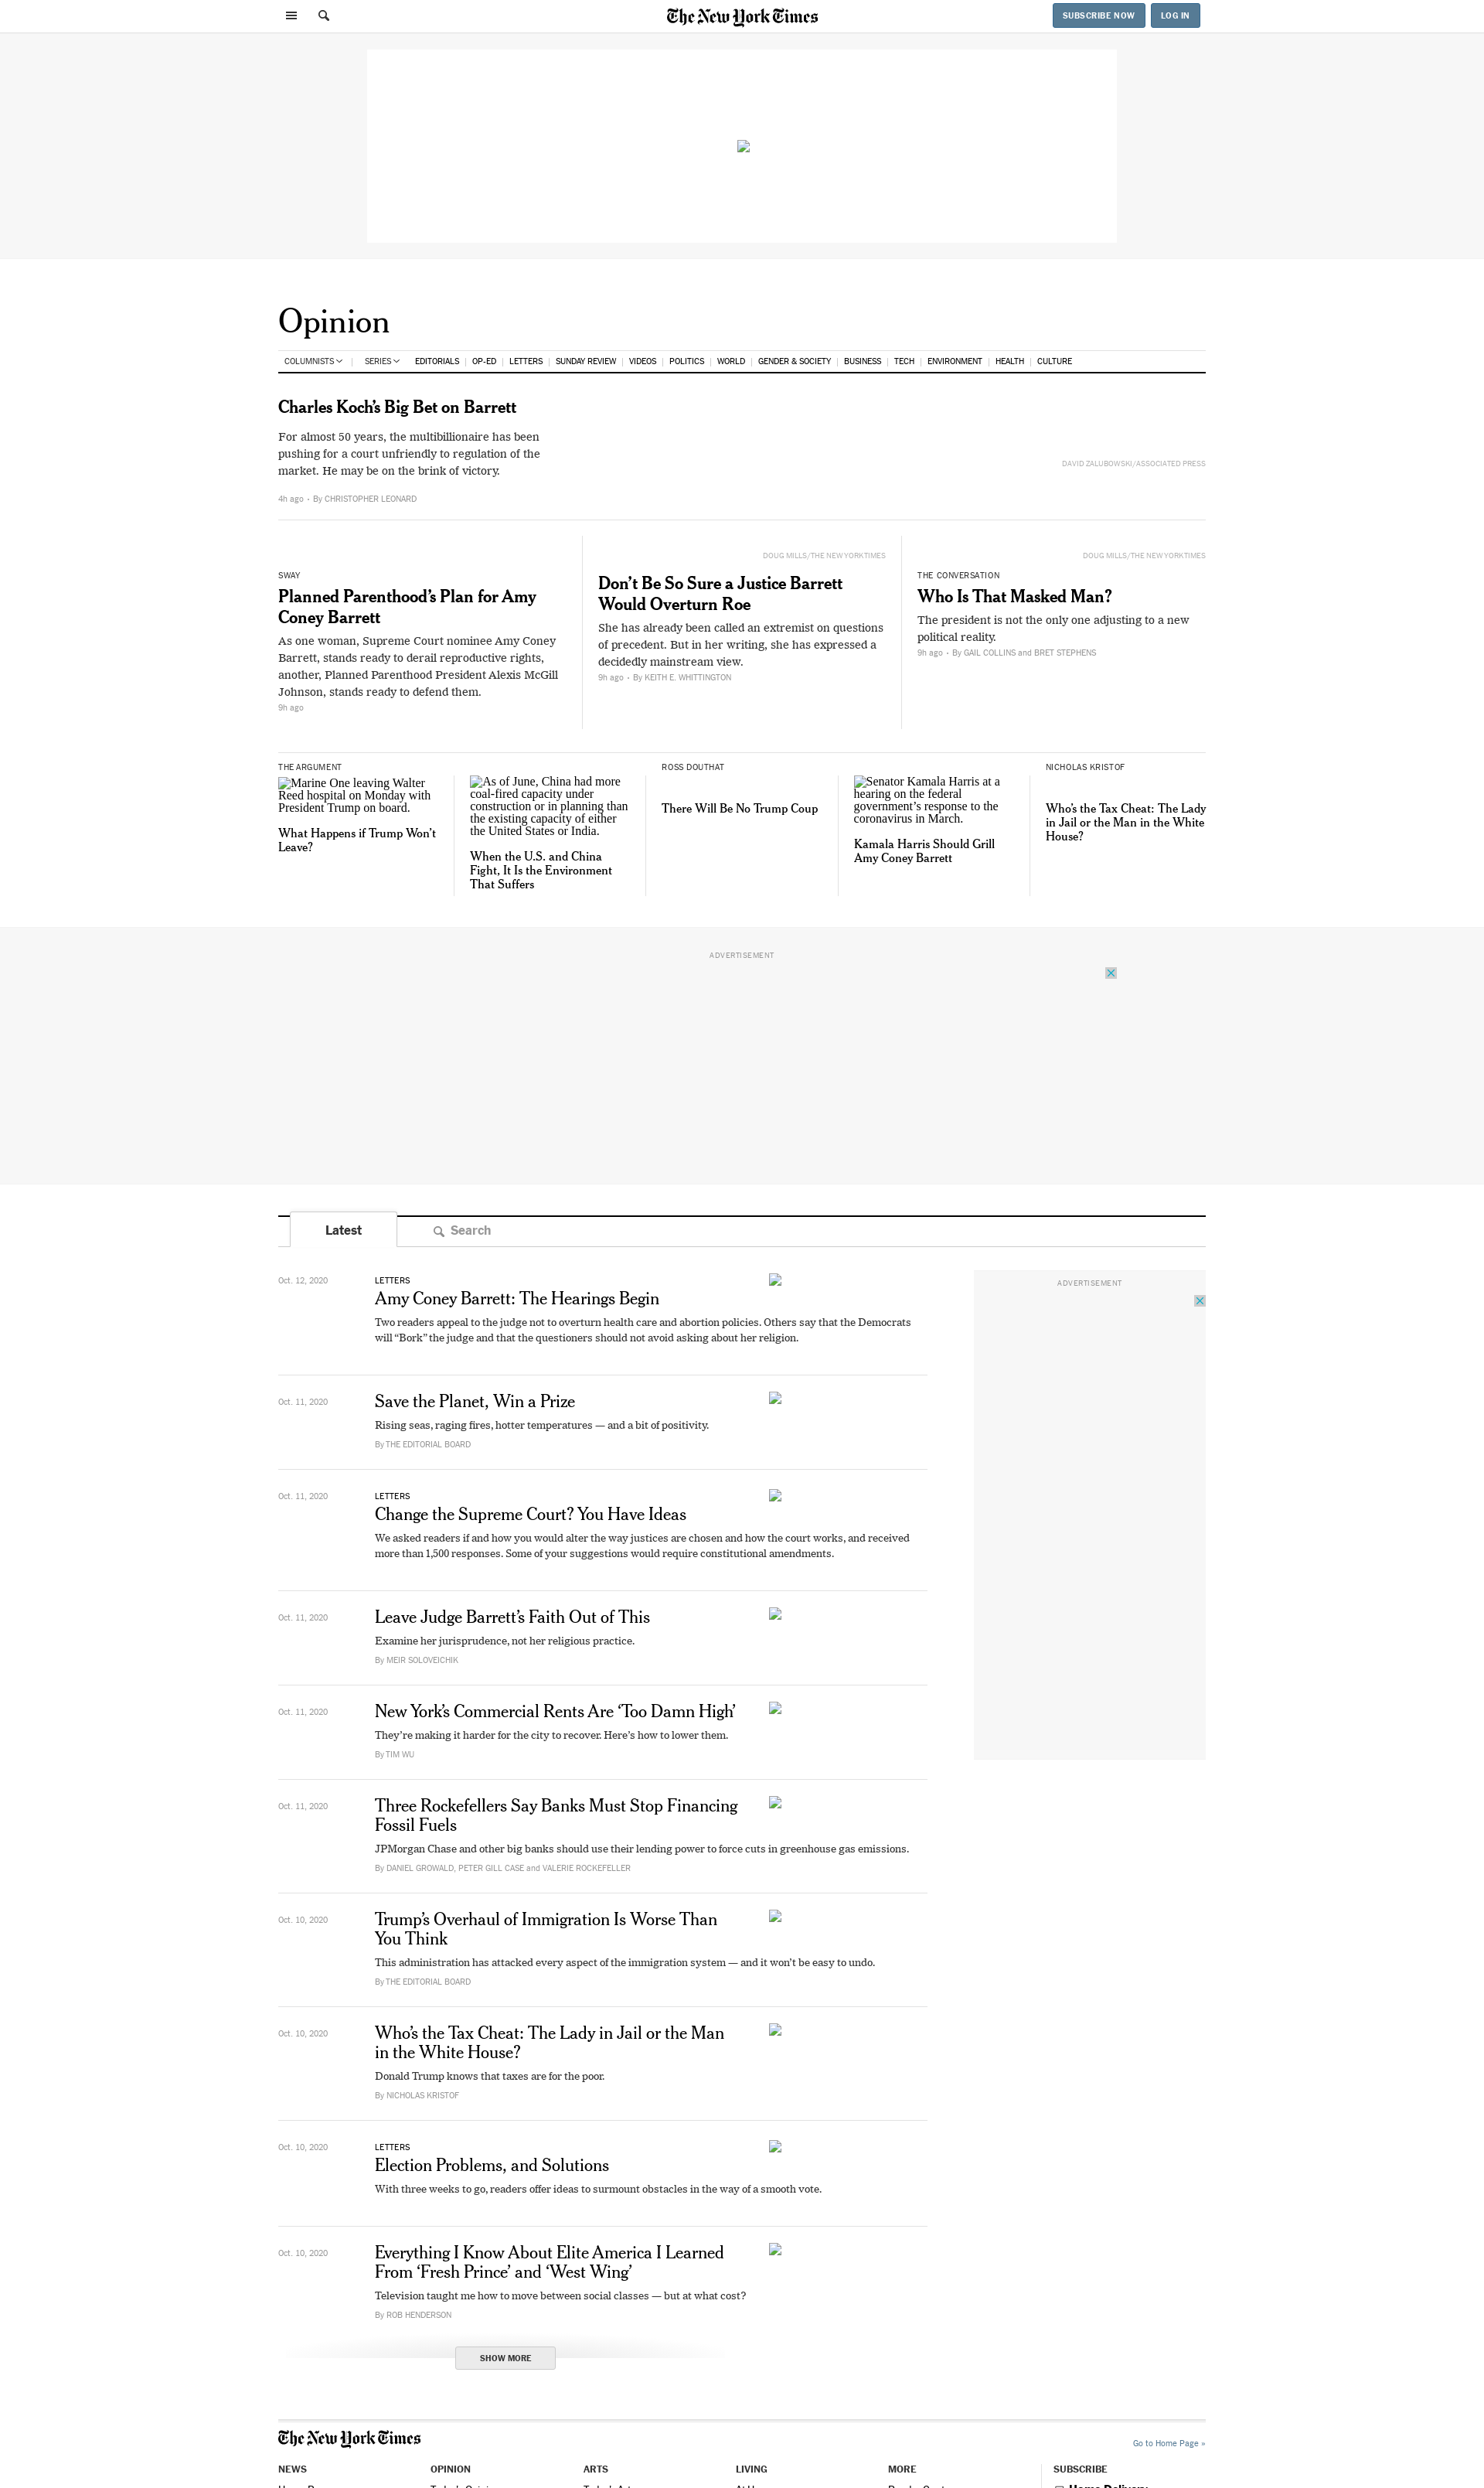 The New York Times
SUBSCRIBE NOW
LOG IN
Opinion
COLUMNISTS | SERIES EDITORIALS | OP-ED | LETTERS | SUNDAY REVIEW | VIDEOS | POLITICS | WORLD | GENDER & SOCIETY | BUSINESS | TECH | ENVIRONMENT | HEALTH | CULTURE
Charles Koch’s Big Bet on Barrett
For almost 50 years, the multibillionaire has been
pushing for a court unfriendly to regulation of the
market. He may be on the brink of victory.
4h ago • By CHRISTOPHER LEONARD
DAVID ZALUBOWSKI/ASSOCIATED PRESS
SWAY
Planned Parenthood’s Plan for Amy
Coney Barrett
As one woman, Supreme Court nominee Amy Coney
Barrett, stands ready to derail reproductive rights,
another, Planned Parenthood President Alexis McGill
Johnson, stands ready to defend them.
9h ago
DOUG MILLS/THE NEW YORK TIMES
Don’t Be So Sure a Justice Barrett
Would Overturn Roe
She has already been called an extremist on questions
of precedent. But in her writing, she has expressed a
decidedly mainstream view.
9h ago • By KEITH E. WHITTINGTON
DOUG MILLS/THE NEW YORK TIMES
THE CONVERSATION
Who Is That Masked Man?
The president is not the only one adjusting to a new
political reality.
9h ago • By GAIL COLLINS and BRET STEPHENS
THE ARGUMENT
Marine One leaving Walter
Reed hospital on Monday with
President Trump on board.
What Happens if Trump Won’t
Leave?
As of June, China had more
coal-fired capacity under
construction or in planning than
the existing capacity of either
the United States or India.
When the U.S. and China
Fight, It Is the Environment
That Suffers
ROSS DOUTHAT
There Will Be No Trump Coup
Senator Kamala Harris at a
hearing on the federal
government’s response to the
coronavirus in March.
Kamala Harris Should Grill
Amy Coney Barrett
NICHOLAS KRISTOF
Who’s the Tax Cheat: The Lady
in Jail or the Man in the White
House?
ADVERTISEMENT
Latest
Search
ADVERTISEMENT
Oct. 12, 2020
LETTERS
Amy Coney Barrett: The Hearings Begin
Two readers appeal to the judge not to overturn health care and abortion policies. Others say that the Democrats
will “Bork” the judge and that the questioners should not avoid asking about her religion.
Oct. 11, 2020
Save the Planet, Win a Prize
Rising seas, raging fires, hotter temperatures — and a bit of positivity.
By THE EDITORIAL BOARD
Oct. 11, 2020
LETTERS
Change the Supreme Court? You Have Ideas
We asked readers if and how you would alter the way justices are chosen and how the court works, and received
more than 1,500 responses. Some of your suggestions would require constitutional amendments.
Oct. 11, 2020
Leave Judge Barrett’s Faith Out of This
Examine her jurisprudence, not her religious practice.
By MEIR SOLOVEICHIK
Oct. 11, 2020
New York’s Commercial Rents Are ‘Too Damn High’
They’re making it harder for the city to recover. Here’s how to lower them.
By TIM WU
Oct. 11, 2020
Three Rockefellers Say Banks Must Stop Financing
Fossil Fuels
JPMorgan Chase and other big banks should use their lending power to force cuts in greenhouse gas emissions.
By DANIEL GROWALD, PETER GILL CASE and VALERIE ROCKEFELLER
Oct. 10, 2020
Trump’s Overhaul of Immigration Is Worse Than
You Think
This administration has attacked every aspect of the immigration system — and it won’t be easy to undo.
By THE EDITORIAL BOARD
Oct. 10, 2020
Who’s the Tax Cheat: The Lady in Jail or the Man
in the White House?
Donald Trump knows that taxes are for the poor.
By NICHOLAS KRISTOF
Oct. 10, 2020
LETTERS
Election Problems, and Solutions
With three weeks to go, readers offer ideas to surmount obstacles in the way of a smooth vote.
Oct. 10, 2020
Everything I Know About Elite America I Learned
From ‘Fresh Prince’ and ‘West Wing’
Television taught me how to move between social classes — but at what cost?
By ROB HENDERSON
SHOW MORE
The New York Times
Go to Home Page »
NEWS
OPINION
ARTS
LIVING
MORE
SUBSCRIBE